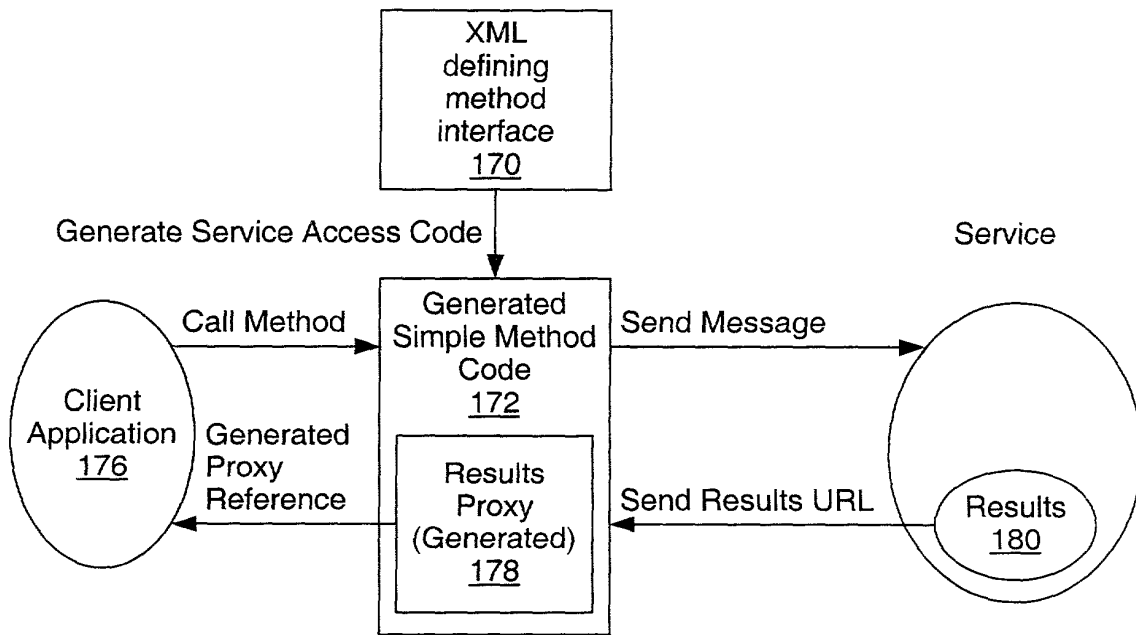 XML
defining
method
interface
170
Generate Service Access Code
Service
Call Method
Generated
Simple Method
Code
172
Send Message
Client
Application
176
Generated
Proxy
Reference
Results
Proxy
(Generated)
178
Send Results URL
Results
180